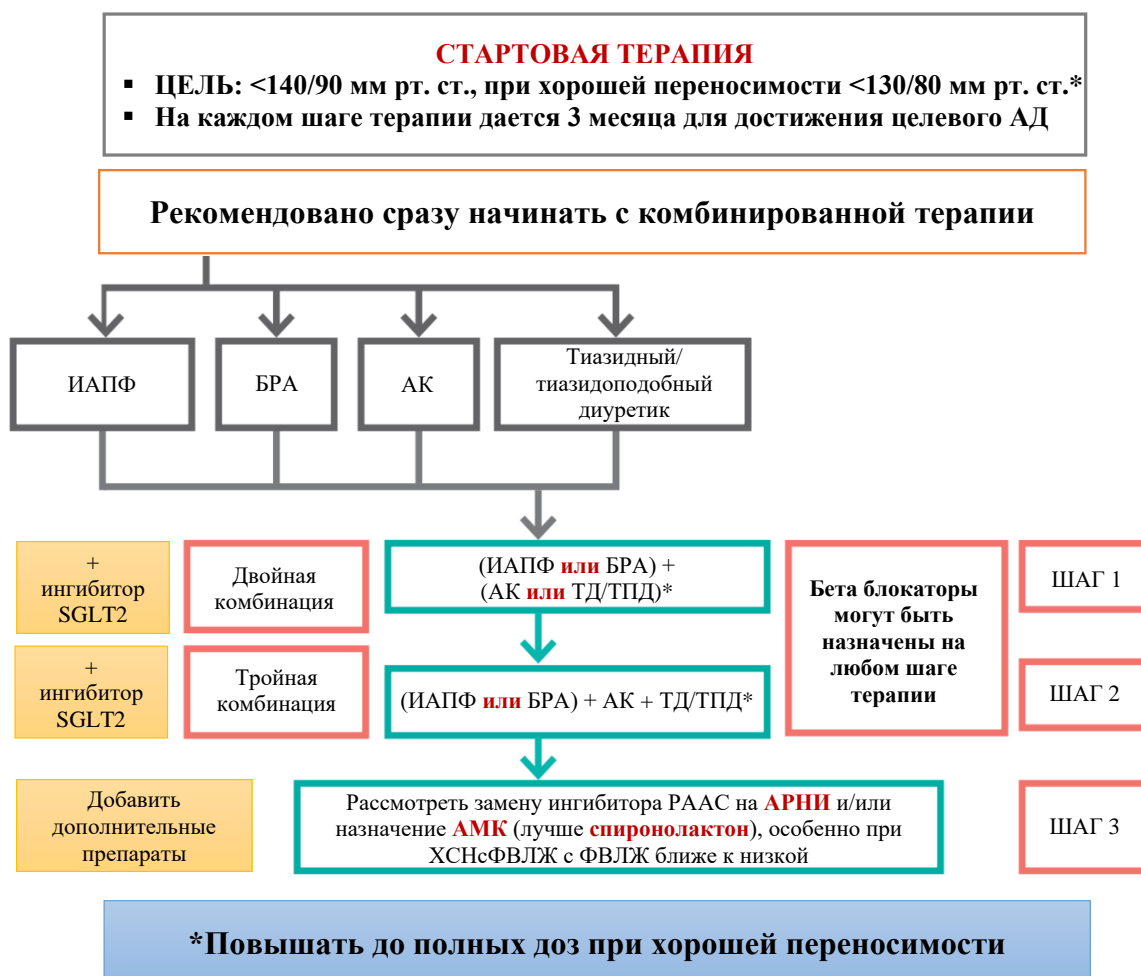 СТАРТОВАЯ ТЕРАПИЯ
▪ ЦЕЛЬ: <140/90 мм рт. ст., при хорошей переносимости <130/80 мм рт. ст.*
▪ На каждом шаге терапии дается 3 месяца для достижения целевого АД
Рекомендовано сразу начинать с комбинированной терапии
ИАПФ
БРА
АК
Тиазидный/
тиазидоподобный
диуретик
+
ингибитор
SGLT2
Двойная
комбинация
(ИАПФ или БРА) +
(АК или ТД/ТПД)*
Бета блокаторы
могут быть
назначены на
любом шаге
терапии
ШАГ 1
+
ингибитор
SGLT2
Тройная
комбинация
(ИАПФ или БРА) + АК + ТД/ТПД*
ШАГ 2
Добавить
дополнительные
препараты
Рассмотреть замену ингибитора РААС на АРНИ и/или
назначение АМК (лучше спиронолактон), особенно при
ХСНсФВЛЖ с ФВЛЖ ближе к низкой
ШАГ 3
*Повышать до полных доз при хорошей переносимости